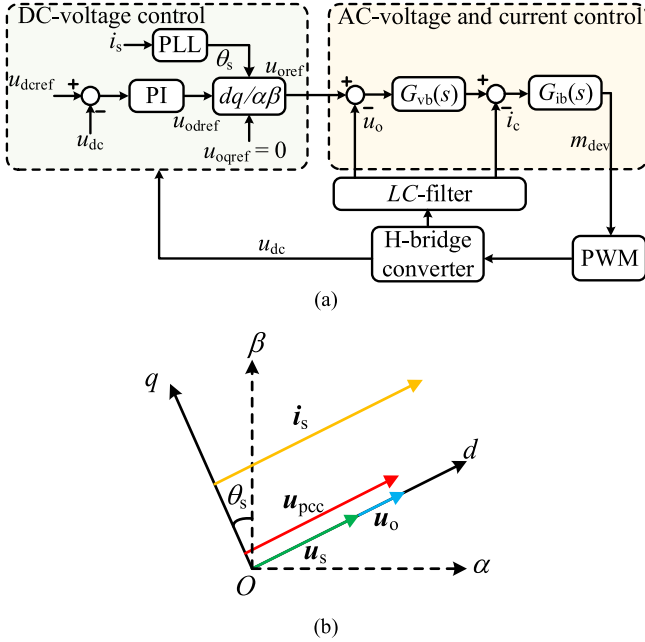 DC-voltage control
AC-voltage and current control
i_s
PLL
θ_s
u_oref
u_dcref
+
−
PI
dq/αβ
+
−
G_vb(s)
+
−
G_ib(s)
u_dc
u_odref
u_o
i_c
u_oqref = 0
m_dev
LC-filter
u_dc
H-bridge
converter
PWM
(a)
β
q
i_s
d
θ_s
u_pcc
u_o
u_s
O
α
(b)